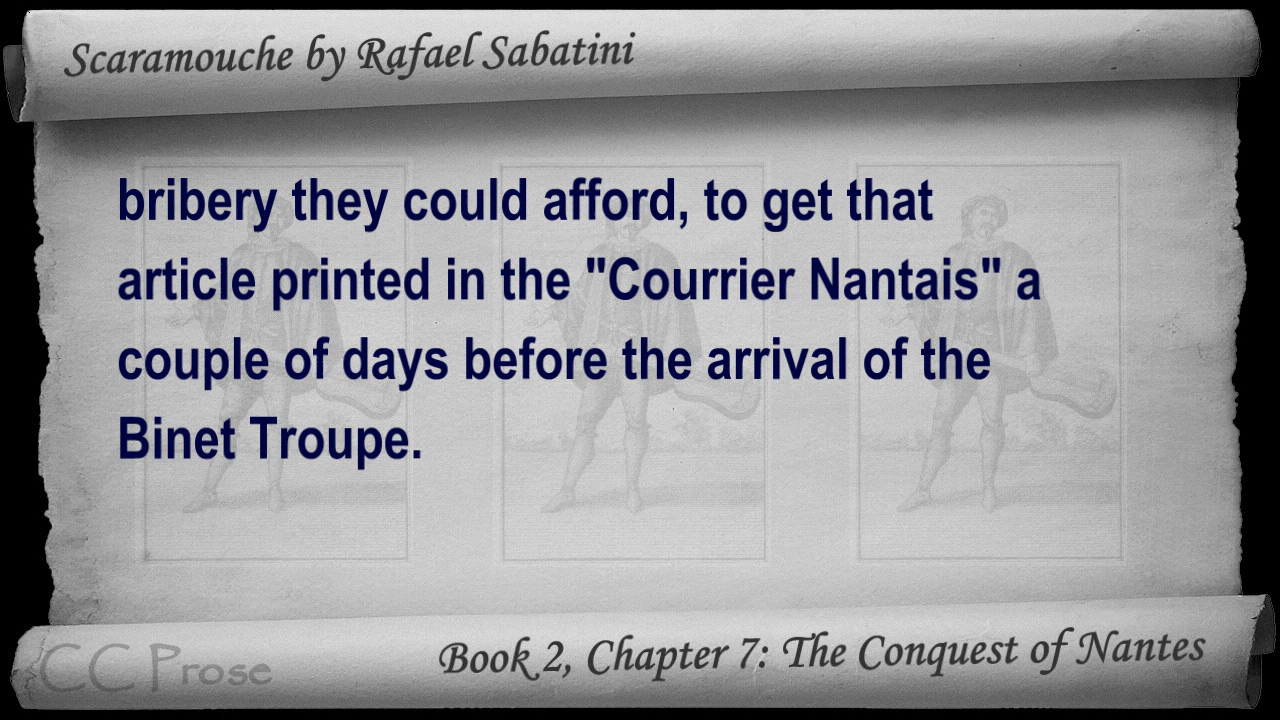 Scaramouche by Rafael Sabatini
bribery they could afford, to get that
article printed in the "Courrier Nantais" a
couple of days before the arrival of the
Binet Troupe.
CC Prose
Book 2, Chapter 7: The Conquest of Nantes